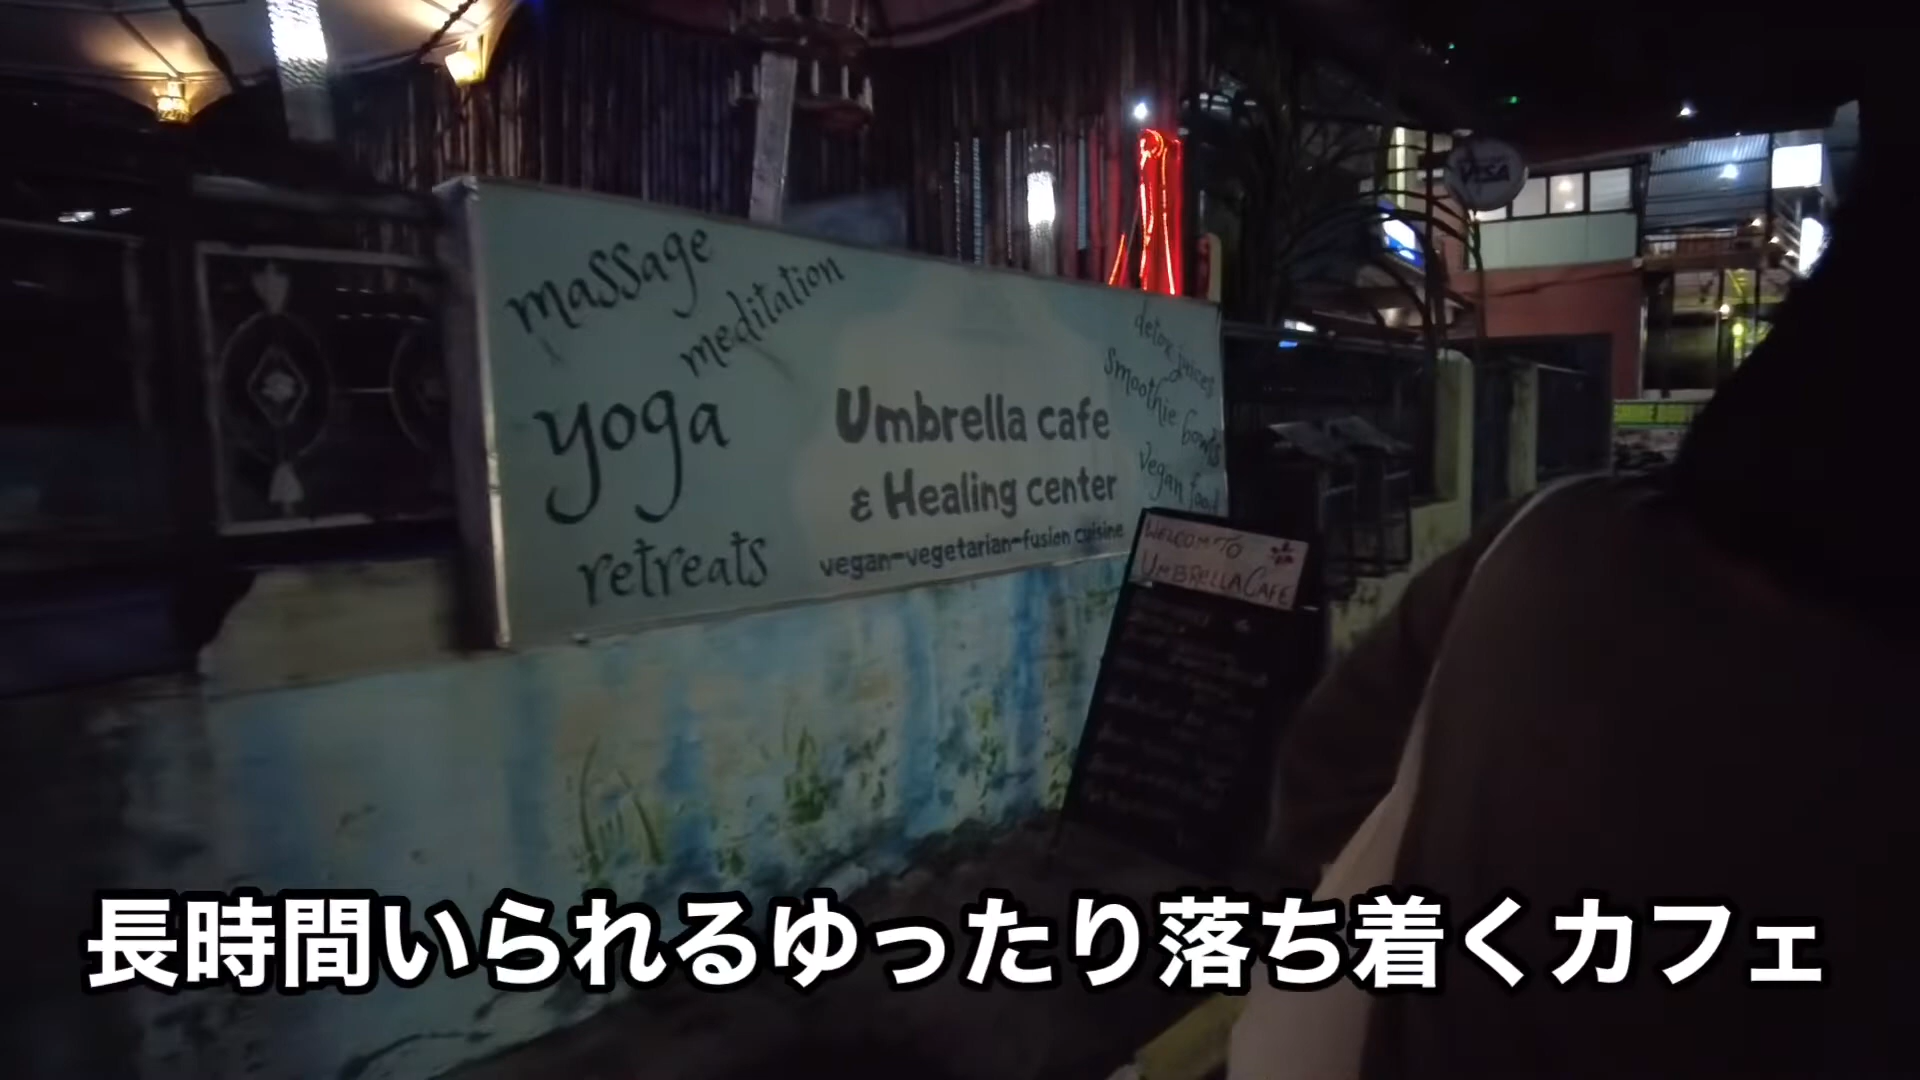 massage
meditation
yoga
retreats
Umbrella cafe
& Healing center
vegan-vegetarian-fusion cuisine
detox juices
smoothie bowls
vegan food
WELCOM TO
UMBRELLA CAFE
VISA
長時間いられるゆったり落ち着くカフェ